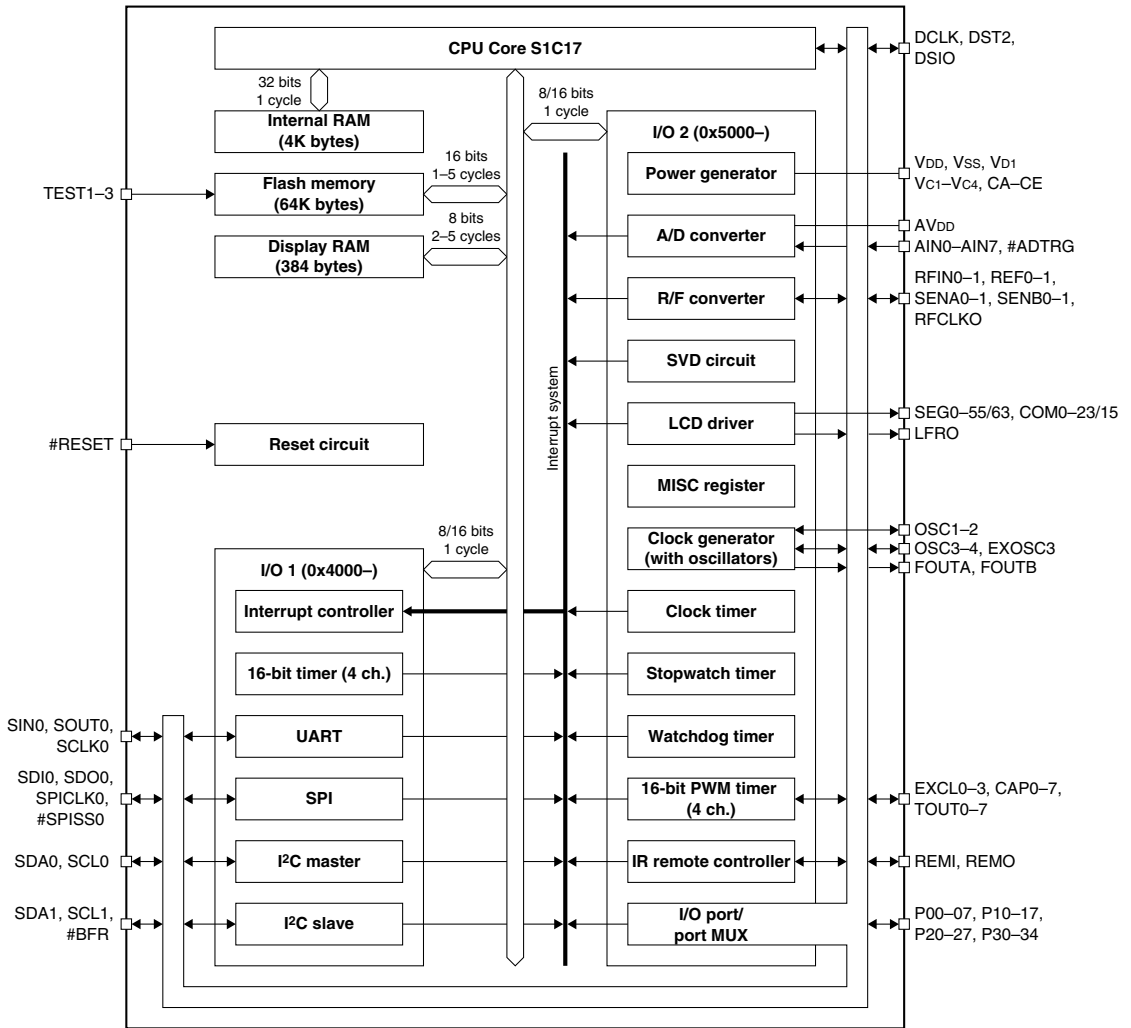 CPU Core S1C17
DCLK, DST2,
DSIO
32 bits
1 cycle
8/16 bits
1 cycle
Internal RAM
(4K bytes)
I/O 2 (0x5000–)
16 bits
1–5 cycles
TEST1–3
Flash memory
(64K bytes)
Power generator
VDD, VSS, VD1
VC1–VC4, CA–CE
8 bits
2–5 cycles
Display RAM
(384 bytes)
A/D converter
AVDD
AIN0–AIN7, #ADTRG
R/F converter
RFIN0–1, REF0–1,
SENA0–1, SENB0–1,
RFCLKO
SVD circuit
Interrupt system
#RESET
Reset circuit
LCD driver
SEG0–55/63, COM0–23/15
LFRO
MISC register
8/16 bits
1 cycle
Clock generator
(with oscillators)
OSC1–2
OSC3–4, EXOSC3
FOUTA, FOUTB
I/O 1 (0x4000–)
Interrupt controller
Clock timer
16-bit timer (4 ch.)
Stopwatch timer
SIN0, SOUT0,
SCLK0
UART
Watchdog timer
SDI0, SDO0,
SPICLK0,
#SPISS0
SPI
16-bit PWM timer
(4 ch.)
EXCL0–3, CAP0–7,
TOUT0–7
SDA0, SCL0
I2C master
IR remote controller
REMI, REMO
SDA1, SCL1,
#BFR
I2C slave
I/O port/
port MUX
P00–07, P10–17,
P20–27, P30–34